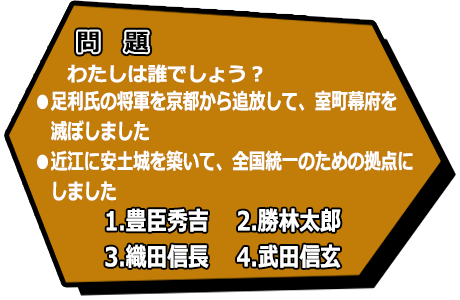 問 題
わたしは誰でしょう？
●足利氏の将軍を京都から追放して、室町幕府を
滅ぼしました
●近江に安土城を築いて、全国統一のための拠点に
しました
1.豊臣秀吉 2.勝林太郎
3.織田信長 4.武田信玄